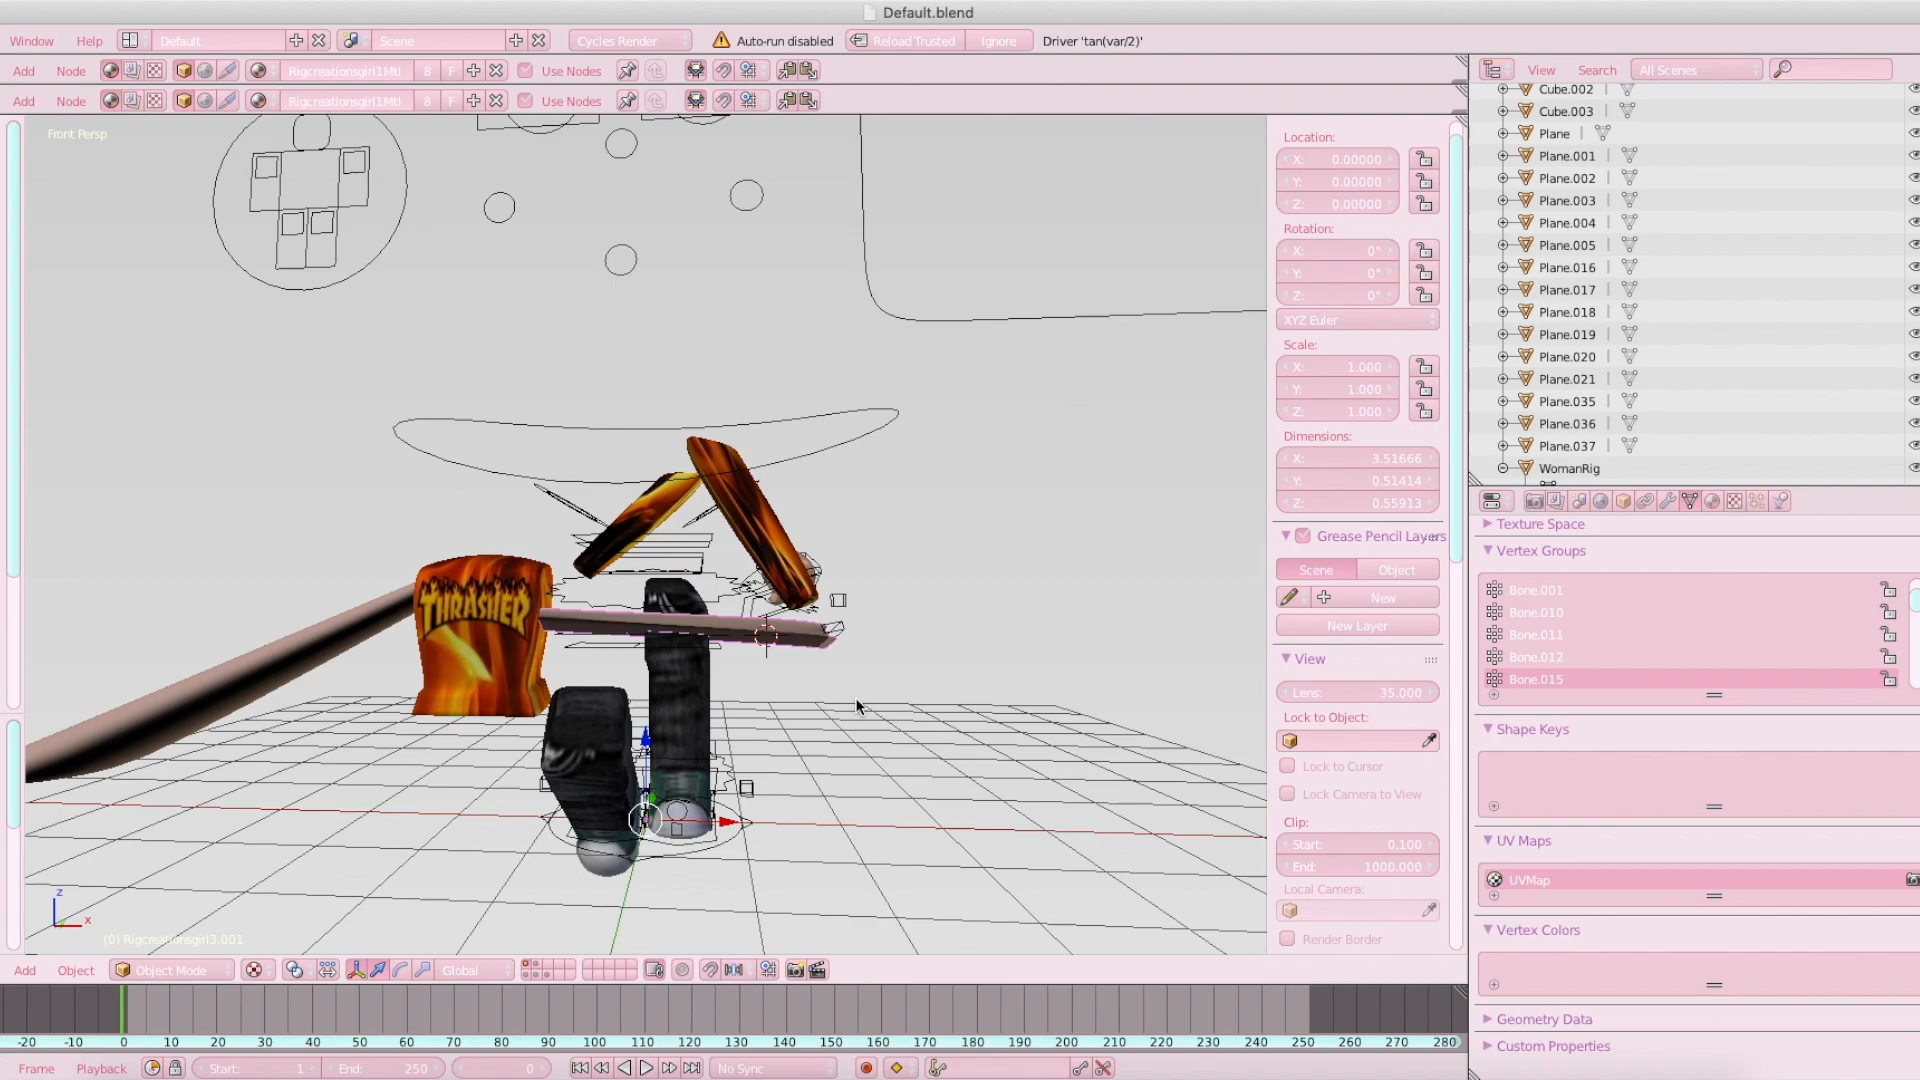 Default.blend
Window Help Default Scene Cycles Render Auto-run disabled Reload Trusted Ignore Driver 'tan(var/2)'
Add Node Rigcreationsgirl1Mtl 8 F Use Nodes
Add Node Rigcreationsgirl1Mtl 8 F Use Nodes
View Search All Scenes
Front Persp
THRASHER
z
x
(0) Rigcreationsgirl3.001
Location:
X: 0.00000
Y: 0.00000
Z: 0.00000
Rotation:
X: 0°
Y: 0°
Z: 0°
XYZ Euler
Scale:
X: 1.000
Y: 1.000
Z: 1.000
Dimensions:
X: 3.51666
Y: 0.51414
Z: 0.55913
Grease Pencil Layers
Scene Object
New
New Layer
View
Lens: 35.000
Lock to Object:
Lock to Cursor
Lock Camera to View
Clip:
Start: 0.100
End: 1000.000
Local Camera:
Render Border
Cube.002
Cube.003
Plane
Plane.001
Plane.002
Plane.003
Plane.004
Plane.005
Plane.016
Plane.017
Plane.018
Plane.019
Plane.020
Plane.021
Plane.035
Plane.036
Plane.037
WomanRig
Texture Space
Vertex Groups
Bone.001
Bone.010
Bone.011
Bone.012
Bone.015
Shape Keys
UV Maps
UVMap
Vertex Colors
Geometry Data
Custom Properties
Add Object Object Mode Global
-20 -10 0 10 20 30 40 50 60 70 80 90 100 110 120 130 140 150 160 170 180 190 200 210 220 230 240 250 260 270 280
Frame Playback Start: 1 End: 250 0 No Sync